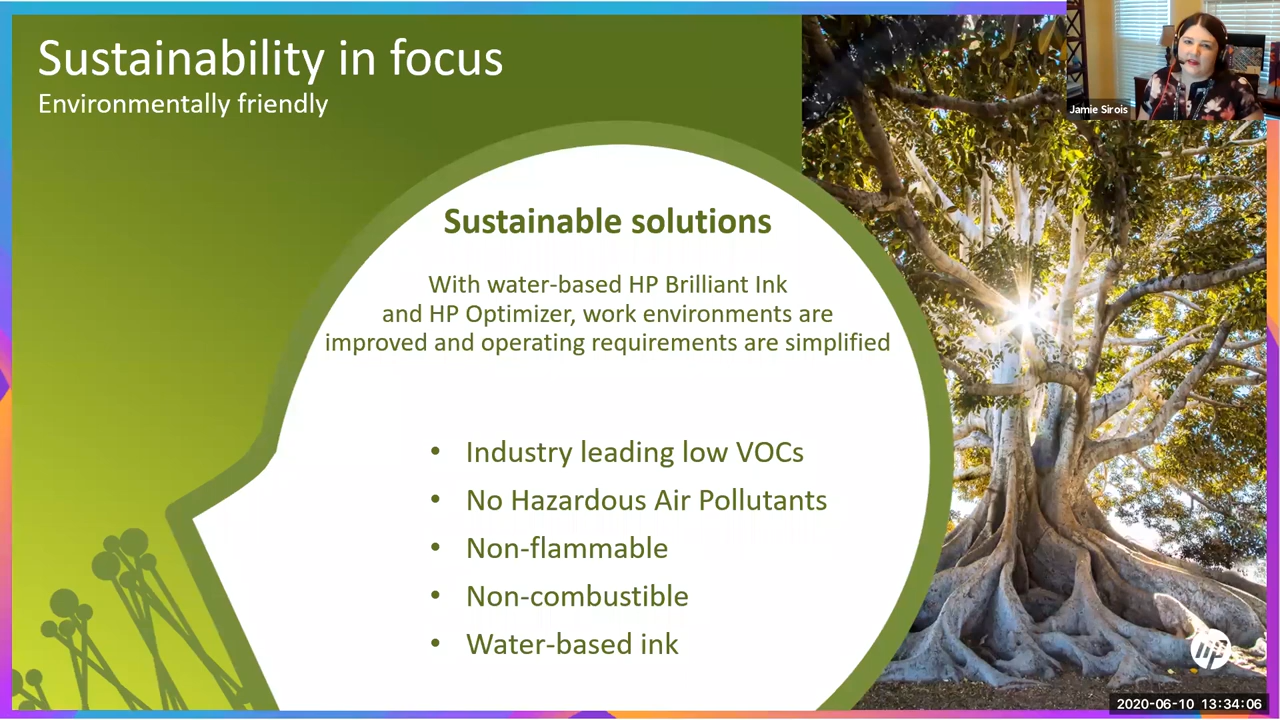 Sustainability in focus
Environmentally friendly
Jamie Sirois
Sustainable solutions
With water-based HP Brilliant Ink
and HP Optimizer, work environments are
improved and operating requirements are simplified
• Industry leading low VOCs
• No Hazardous Air Pollutants
• Non-flammable
• Non-combustible
• Water-based ink
hp
2020-06-10 13:34:06